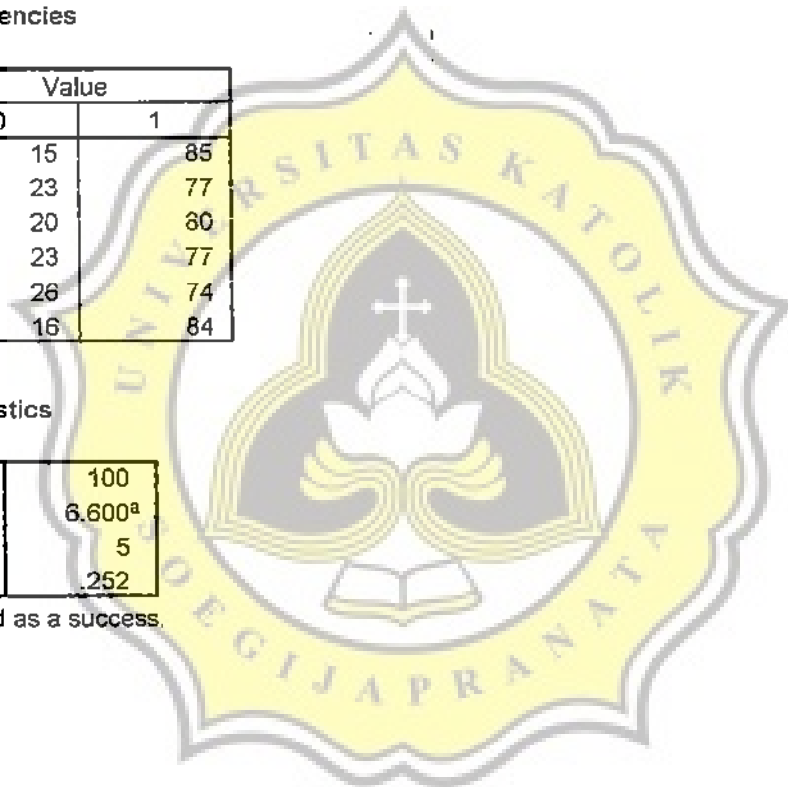 encies
Value
0 1
15 85
23 77
20 80
23 77
26 74
16 84
stics
100
6.600ª
5
.252
d as a success.
UNIVERSITAS KATOLIK
SOEGIJAPRANATA